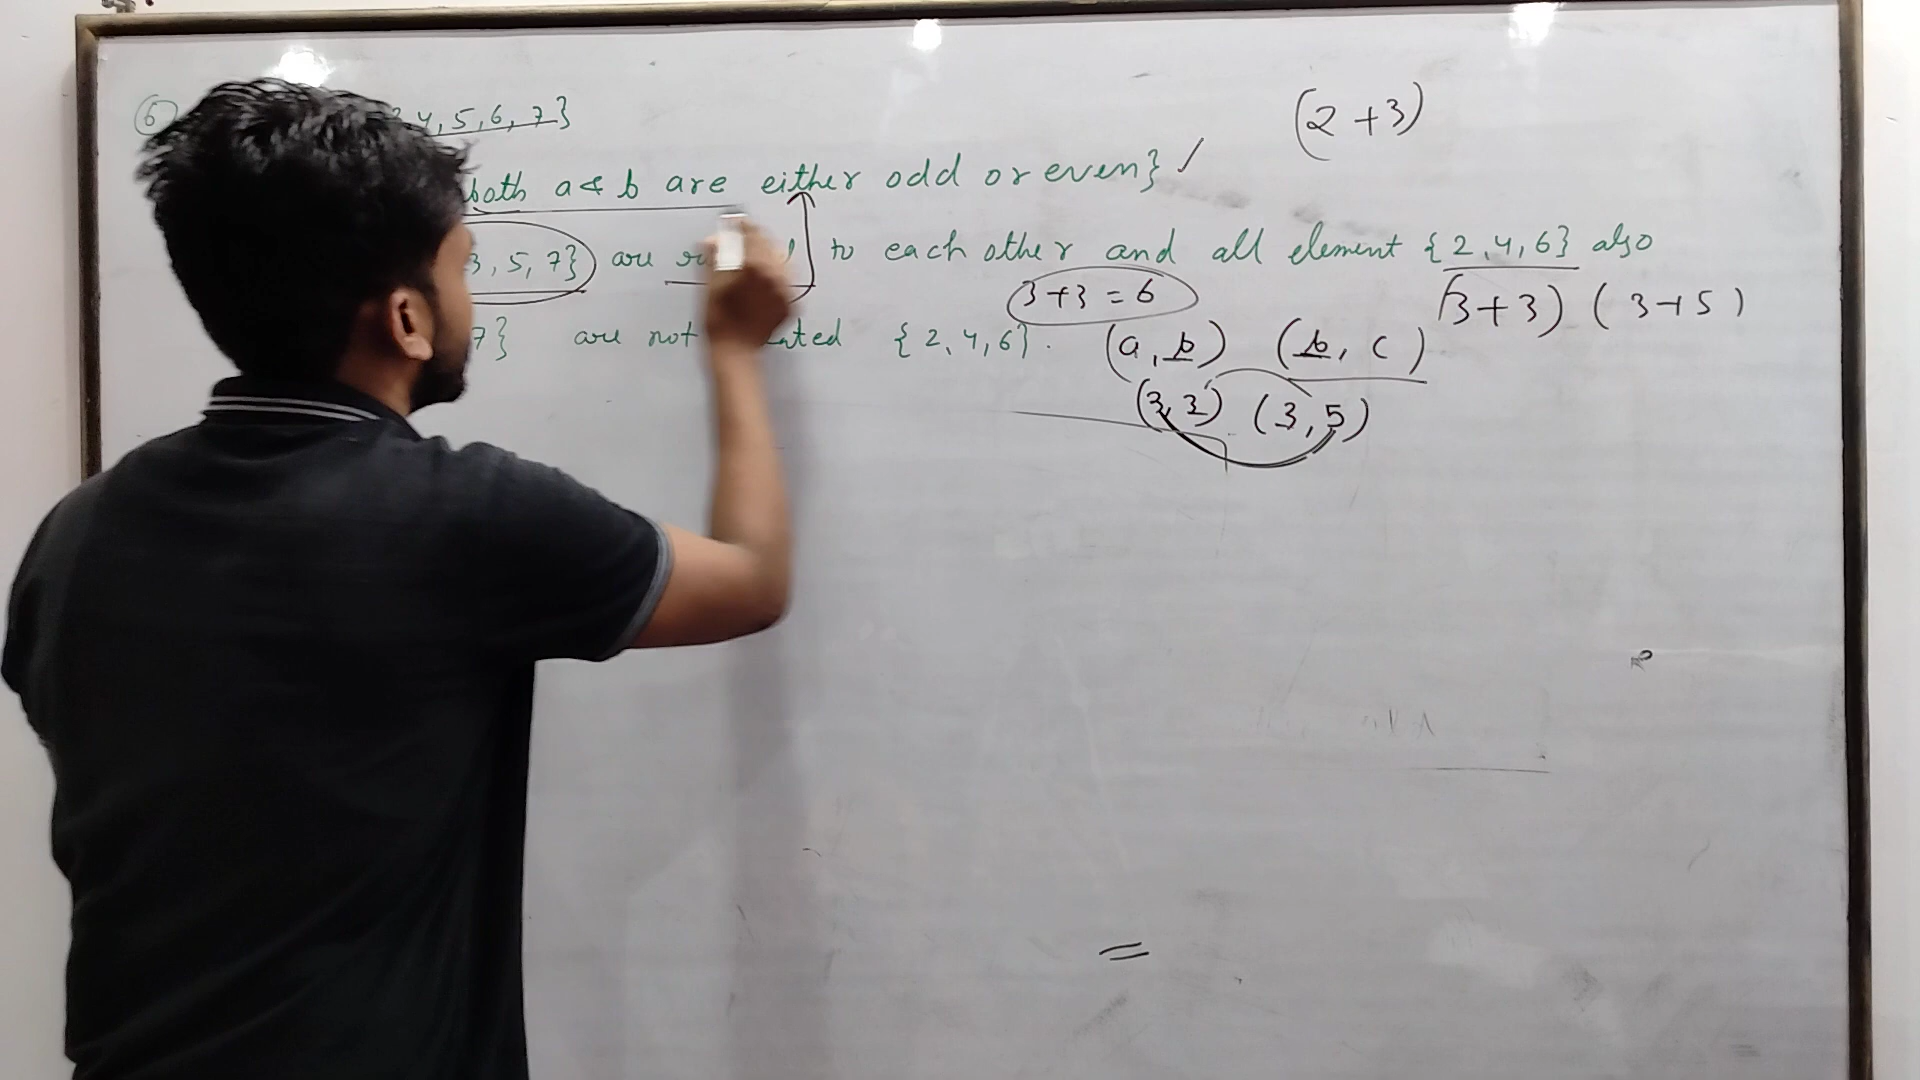 6 4, 5, 6, 7}
(2 + 3)
both a & b are either odd or even} ✓
3, 5, 7} are to each other and all element {2, 4, 6} also
3+3 = 6 (3+3) (3+5)
7} are not {2, 4, 6}. (a, b) (b, c)
(3, 3) (3, 5)
=